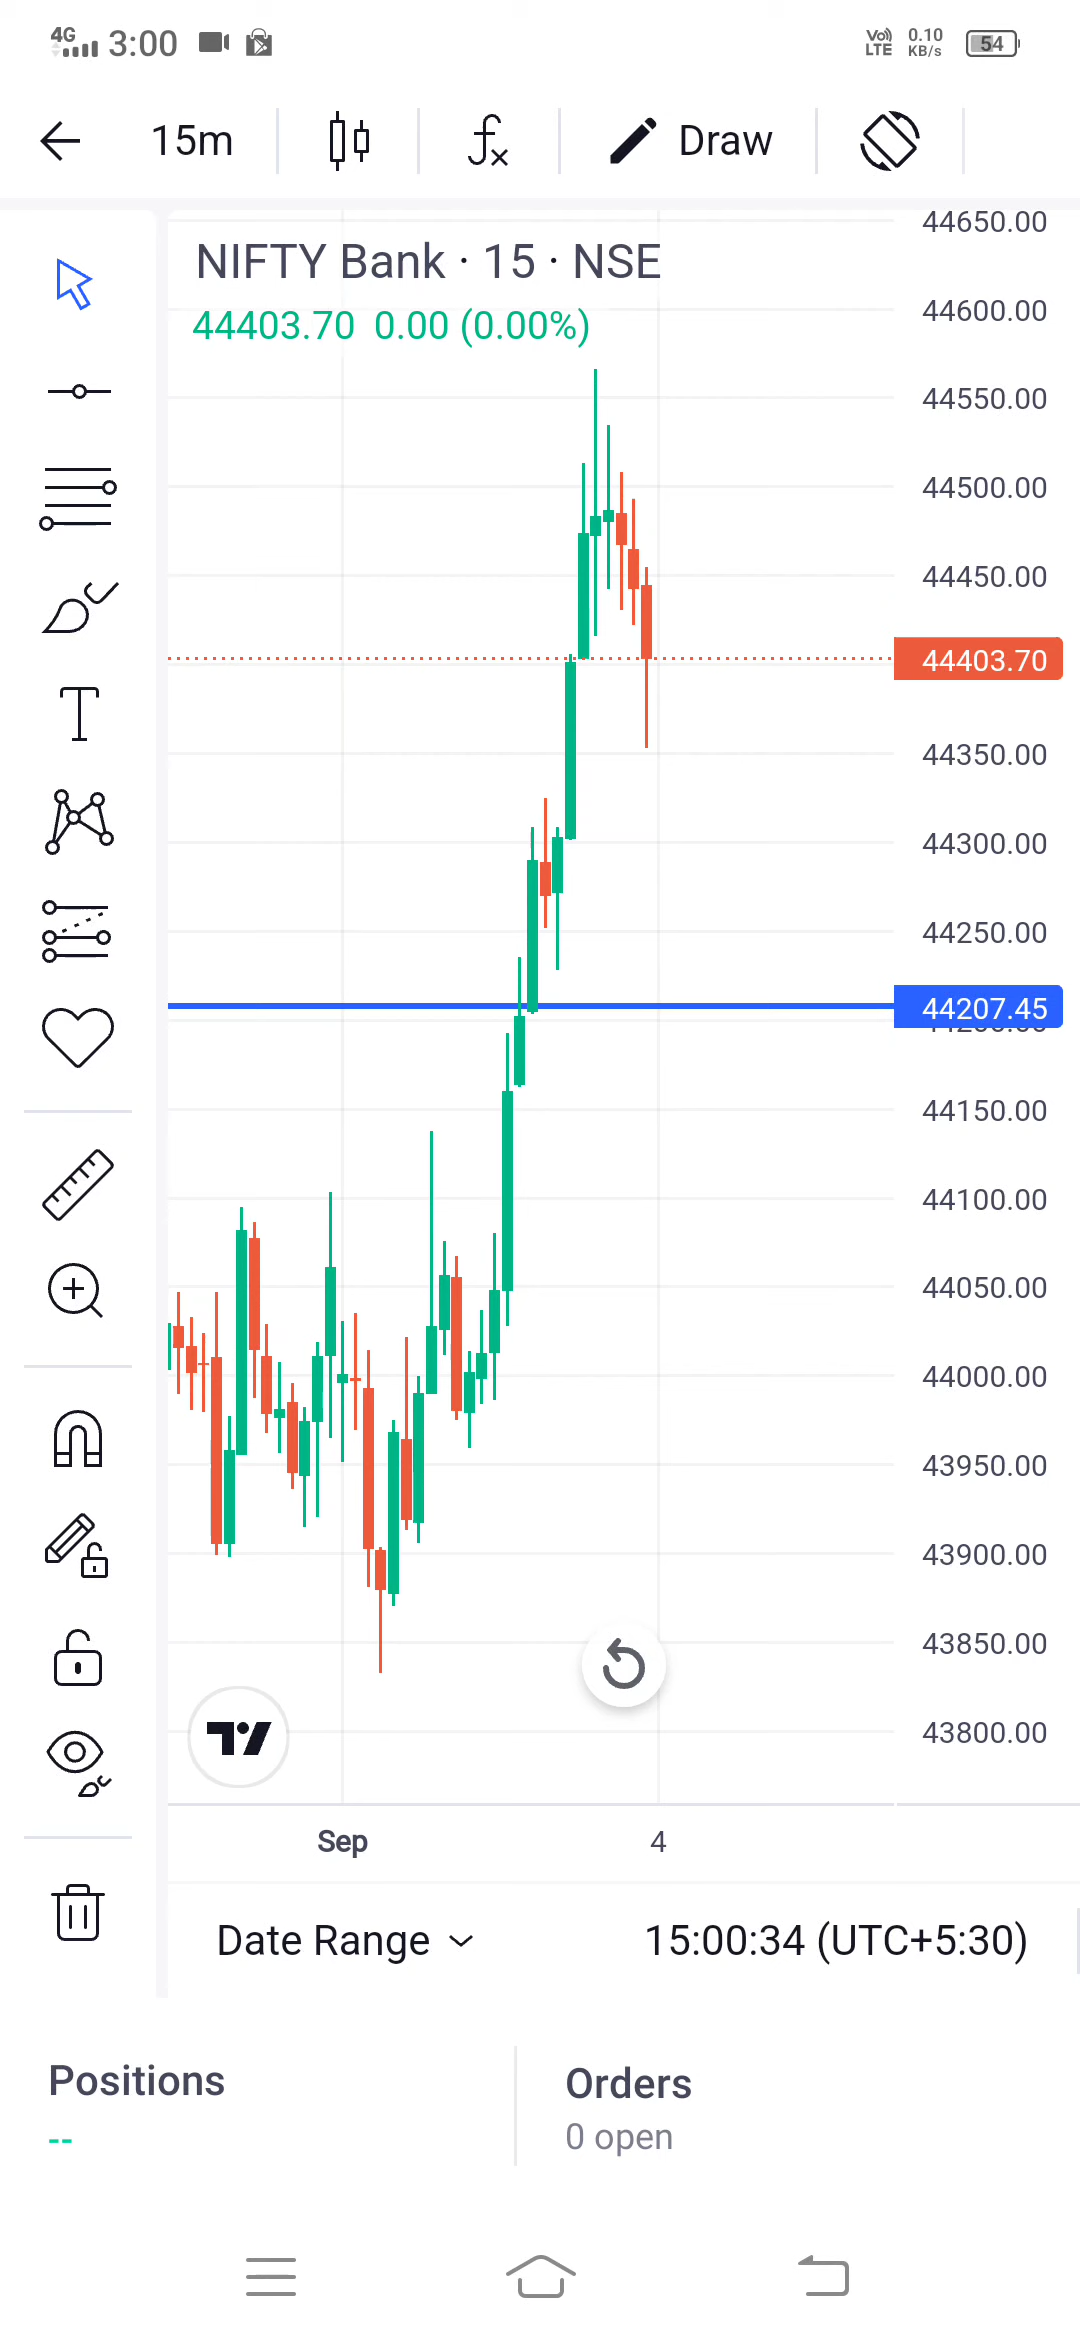 4G 3:00 Vo) LTE 0.10 KB/s 54
15m Draw
NIFTY Bank · 15 · NSE
44403.70 0.00 (0.00%)
44650.00
44600.00
44550.00
44500.00
44450.00
44403.70
44350.00
44300.00
44250.00
44207.45
44150.00
44100.00
44050.00
44000.00
43950.00
43900.00
43850.00
43800.00
Sep 4
Date Range 15:00:34 (UTC+5:30)
Positions Orders
-- 0 open